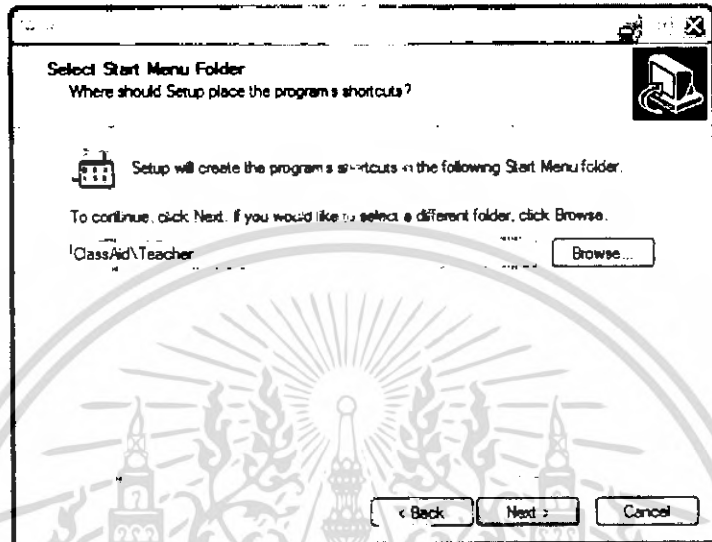 Select Start Menu Folder
Where should Setup place the program's shortcuts?
Setup will create the program's shortcuts in the following Start Menu folder.
To continue, click Next. If you would like to select a different folder, click Browse.
ClassAid\Teacher
Browse...
< Back
Next >
Cancel